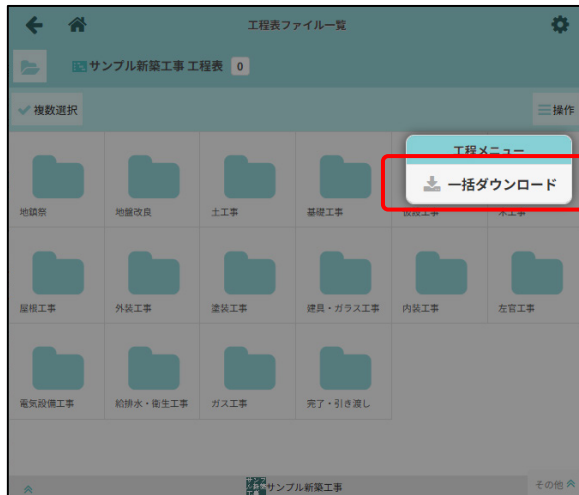 工程表ファイル一覧
サンプル新築工事 工程表 0
複数選択
操作
工程メニュー
一括ダウンロード
地鎮祭
地盤改良
土工事
基礎工事
仮設工事
木工事
屋根工事
外装工事
塗装工事
建具・ガラス工事
内装工事
左官工事
電気設備工事
給排水・衛生工事
ガス工事
完了・引き渡し
サンプル新築工事
その他